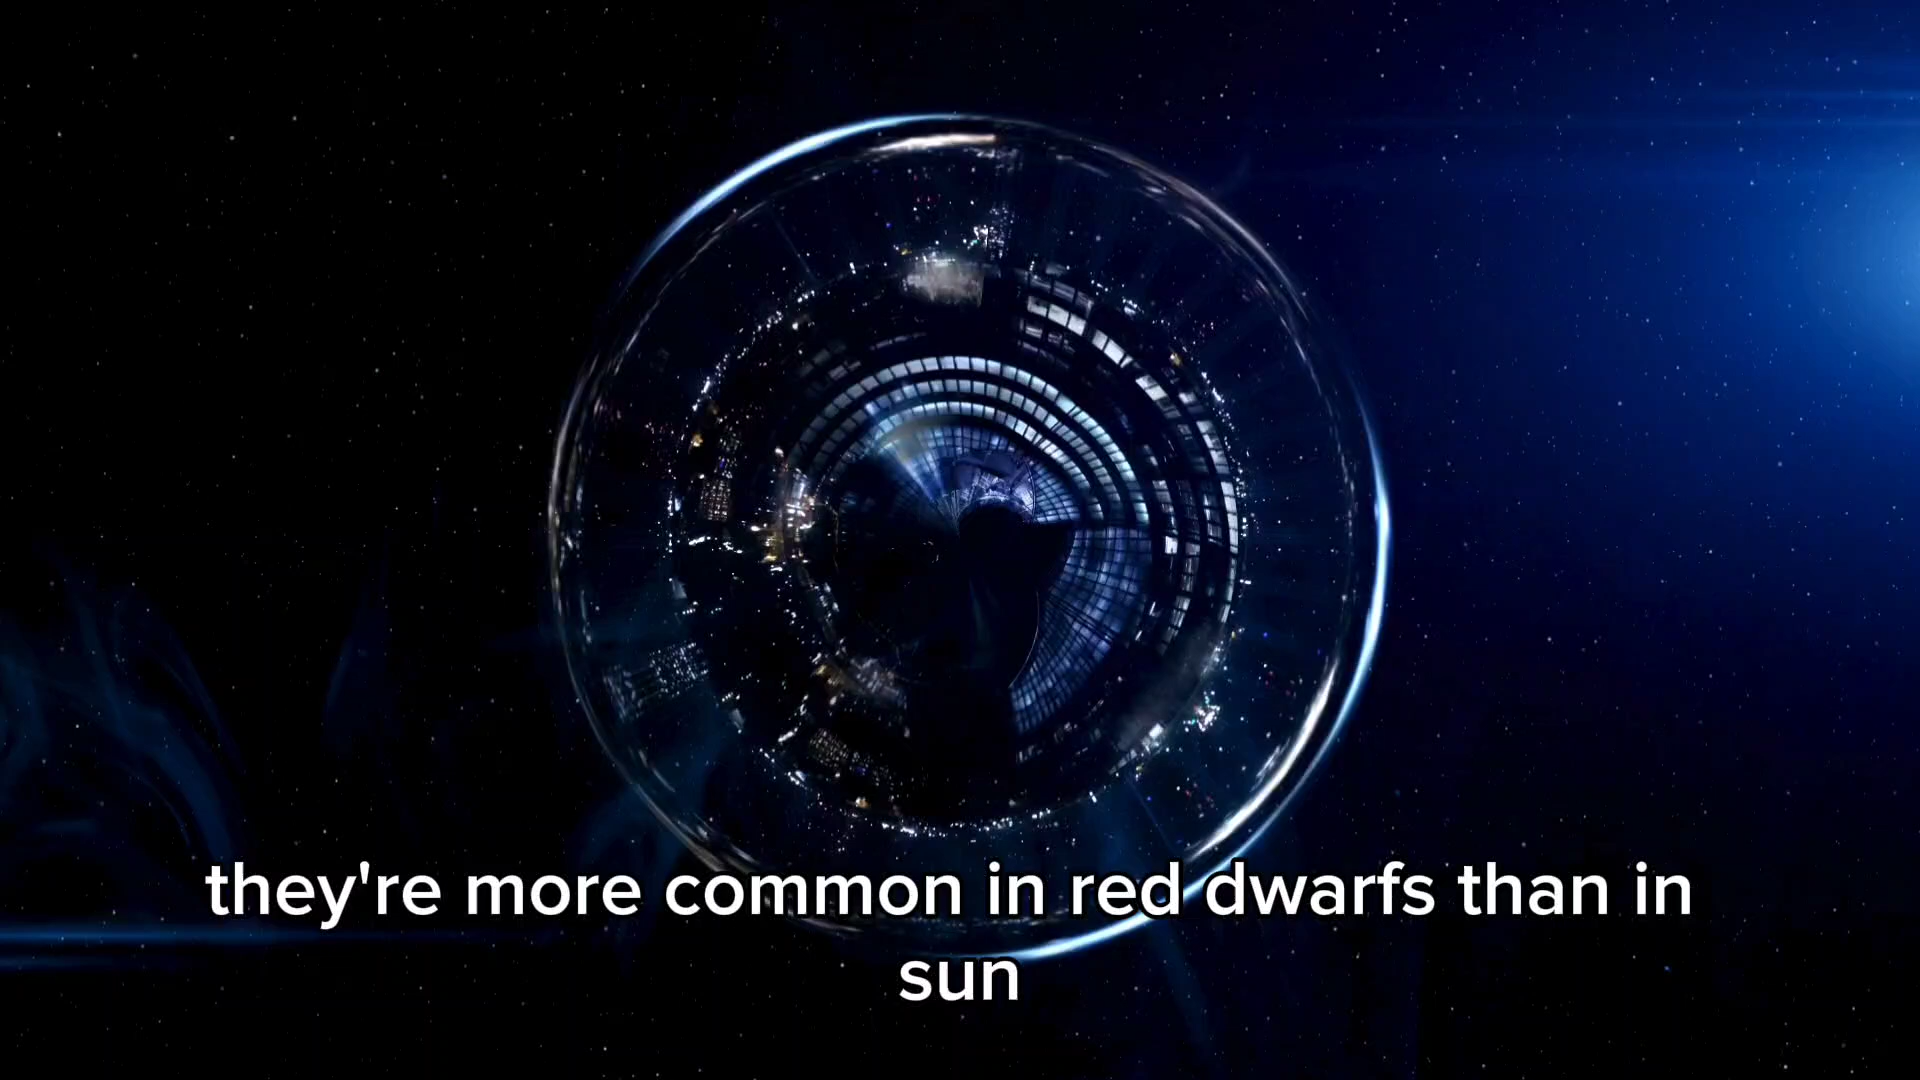 they're more common in red dwarfs than in
sun